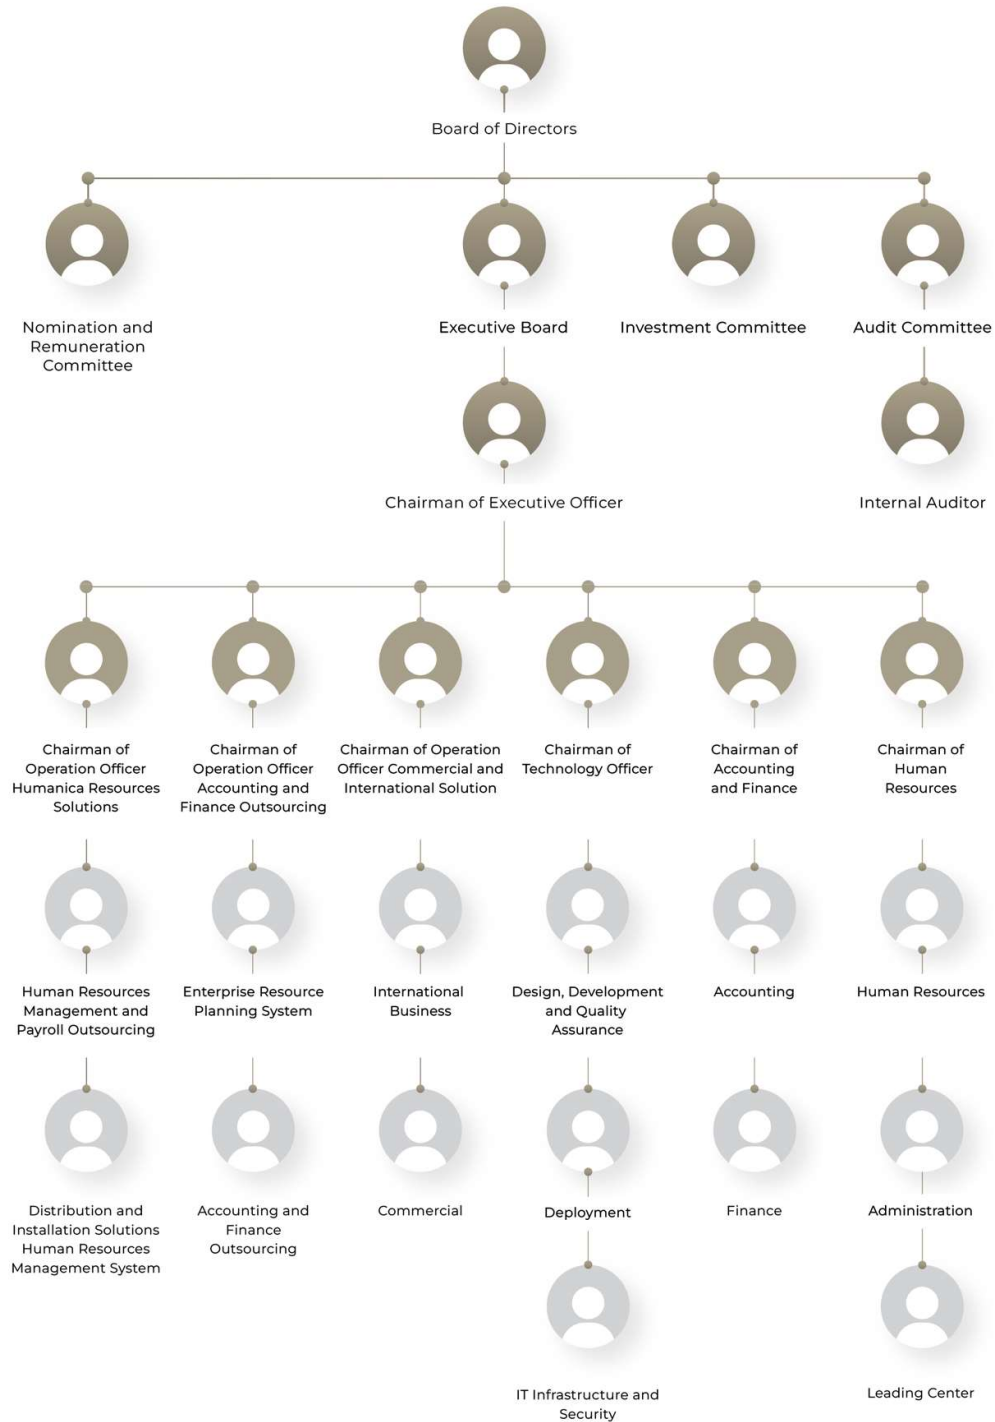 Board of Directors
Nomination and
Remuneration
Committee
Executive Board
Investment Committee
Audit Committee
Chairman of Executive Officer
Internal Auditor
Chairman of
Operation Officer
Humanica Resources
Solutions
Chairman of
Operation Officer
Accounting and
Finance Outsourcing
Chairman of Operation
Officer Commercial and
International Solution
Chairman of
Technology Officer
Chairman of
Accounting
and Finance
Chairman of
Human
Resources
Human Resources
Management and
Payroll Outsourcing
Enterprise Resource
Planning System
International
Business
Design, Development
and Quality
Assurance
Accounting
Human Resources
Distribution and
Installation Solutions
Human Resources
Management System
Accounting and
Finance
Outsourcing
Commercial
Deployment
Finance
Administration
IT Infrastructure and
Security
Leading Center